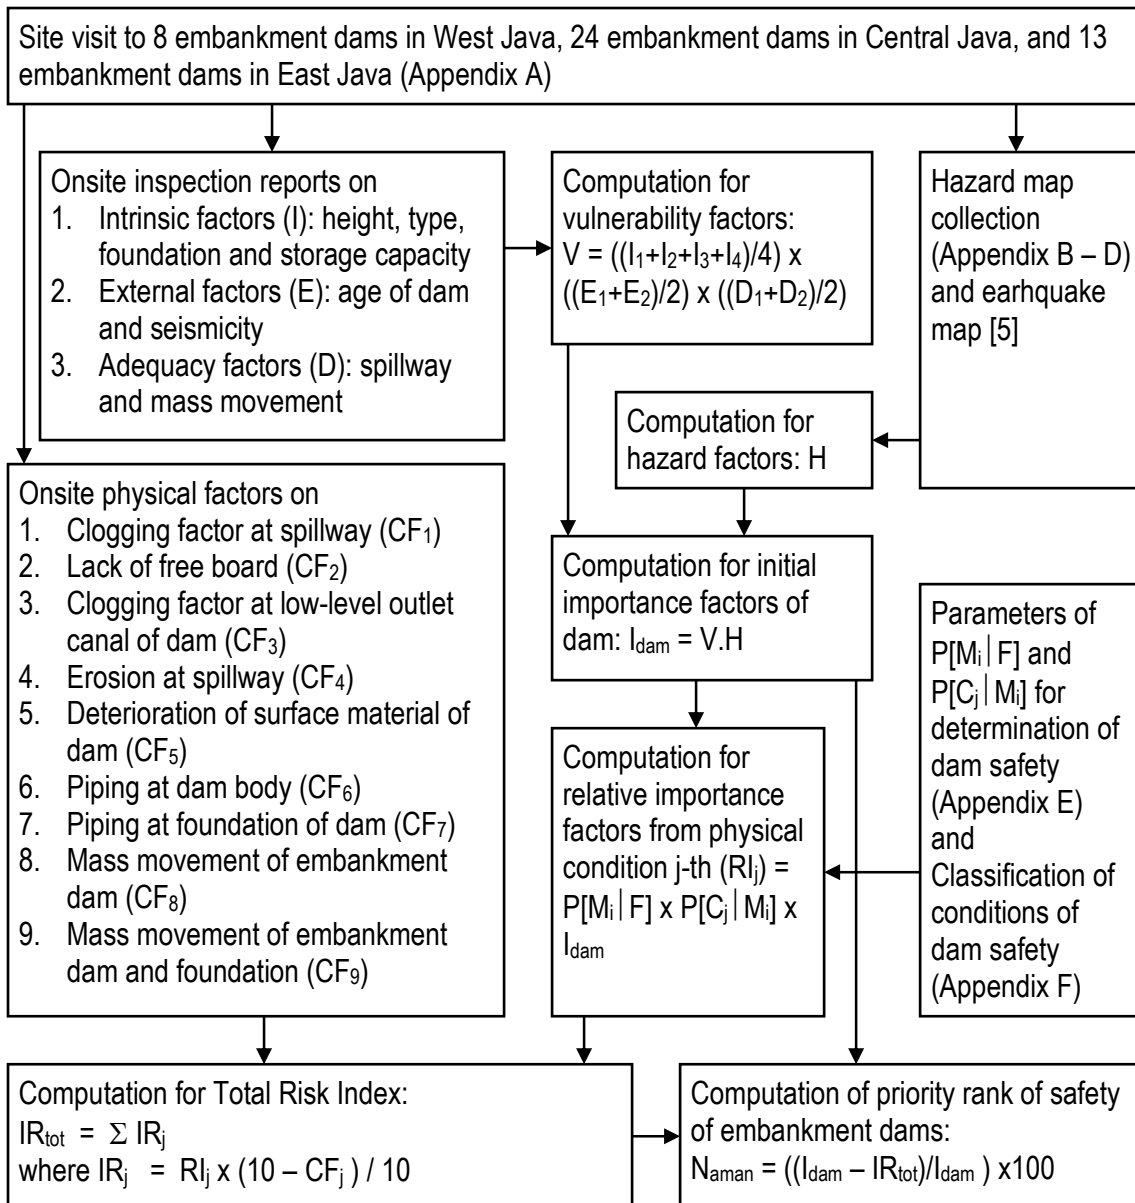 Site visit to 8 embankment dams in West Java, 24 embankment dams in Central Java, and 13
embankment dams in East Java (Appendix A)
Onsite inspection reports on
1. Intrinsic factors (I): height, type,
foundation and storage capacity
2. External factors (E): age of dam
and seismicity
3. Adequacy factors (D): spillway
and mass movement
Computation for
vulnerability factors:
V = ((I₁+I₂+I₃+I₄)/4) x
((E₁+E₂)/2) x ((D₁+D₂)/2)
Hazard map
collection
(Appendix B – D)
and earhquake
map [5]
Computation for
hazard factors: H
Onsite physical factors on
1. Clogging factor at spillway (CF₁)
2. Lack of free board (CF₂)
3. Clogging factor at low-level outlet
canal of dam (CF₃)
4. Erosion at spillway (CF₄)
5. Deterioration of surface material of
dam (CF₅)
6. Piping at dam body (CF₆)
7. Piping at foundation of dam (CF₇)
8. Mass movement of embankment
dam (CF₈)
9. Mass movement of embankment
dam and foundation (CF₉)
Computation for initial
importance factors of
dam: I_dam = V.H
Parameters of
P[Mᵢ|F] and
P[Cⱼ|Mᵢ] for
determination of
dam safety
(Appendix E)
and
Classification of
conditions of
dam safety
(Appendix F)
Computation for
relative importance
factors from physical
condition j-th (RIⱼ) =
P[Mᵢ|F] x P[Cⱼ|Mᵢ] x
I_dam
Computation for Total Risk Index:
IR_tot = Σ IRⱼ
where IRⱼ = RIⱼ x (10 – CFⱼ) / 10
Computation of priority rank of safety
of embankment dams:
N_aman = ((I_dam – IR_tot)/I_dam ) x100